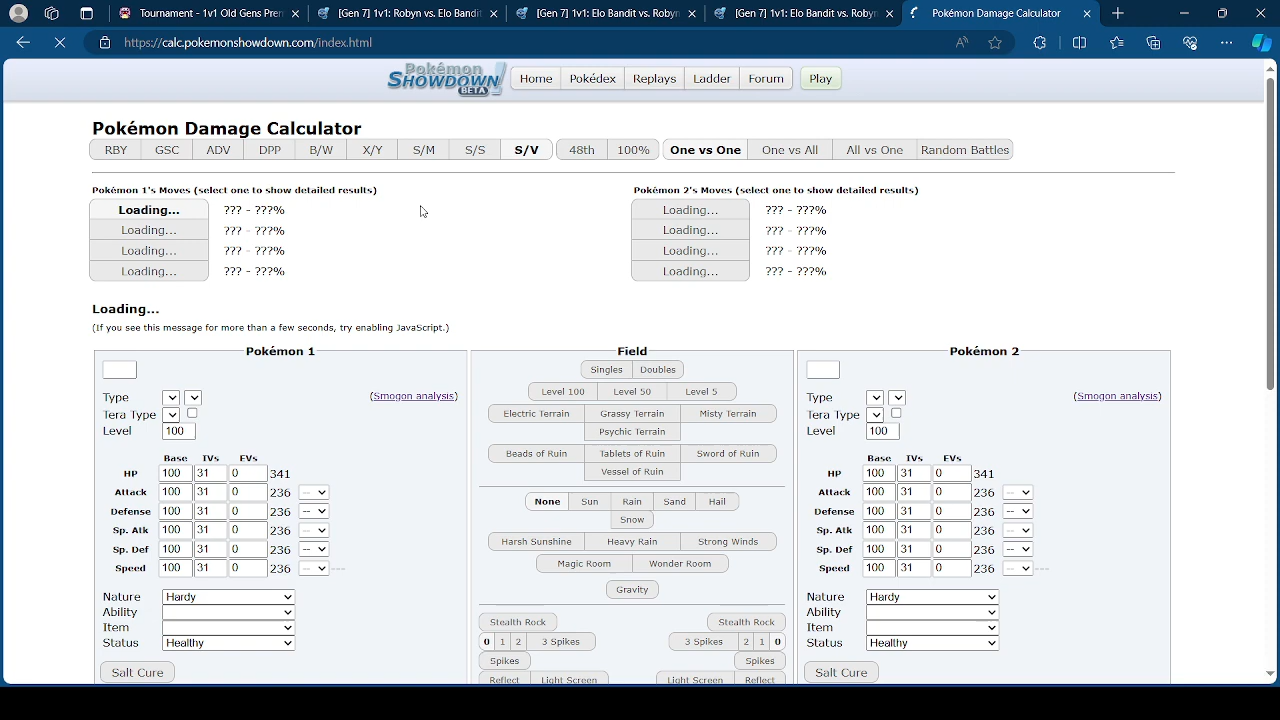 Tournament - 1v1 Old Gens Pren
[Gen 7] 1v1: Robyn vs. Elo Bandit
[Gen 7] 1v1: Elo Bandit vs. Robyn
[Gen 7] 1v1: Elo Bandit vs. Robyn
Pokémon Damage Calculator
https://calc.pokemonshowdown.com/index.html
Pokémon SHOWDOWN! BETA
Home Pokédex Replays Ladder Forum Play
Pokémon Damage Calculator
RBY GSC ADV DPP B/W X/Y S/M S/S S/V 48th 100% One vs One One vs All All vs One Random Battles
Pokémon 1's Moves (select one to show detailed results)
Loading... ??? - ???%
Loading... ??? - ???%
Loading... ??? - ???%
Loading... ??? - ???%
Pokémon 2's Moves (select one to show detailed results)
Loading... ??? - ???%
Loading... ??? - ???%
Loading... ??? - ???%
Loading... ??? - ???%
Loading...
(If you see this message for more than a few seconds, try enabling JavaScript.)
Pokémon 1
Type (Smogon analysis)
Tera Type
Level 100
Base IVs EVs
HP 100 31 0 341
Attack 100 31 0 236 --
Defense 100 31 0 236 --
Sp. Atk 100 31 0 236 --
Sp. Def 100 31 0 236 --
Speed 100 31 0 236 -- ---
Nature Hardy
Ability
Item
Status Healthy
Salt Cure
Field
Singles Doubles
Level 100 Level 50 Level 5
Electric Terrain Grassy Terrain Misty Terrain
Psychic Terrain
Beads of Ruin Tablets of Ruin Sword of Ruin
Vessel of Ruin
None Sun Rain Sand Hail
Snow
Harsh Sunshine Heavy Rain Strong Winds
Magic Room Wonder Room
Gravity
Stealth Rock Stealth Rock
0 1 2 3 Spikes 3 Spikes 2 1 0
Spikes Spikes
Reflect Light Screen Light Screen Reflect
Pokémon 2
Type (Smogon analysis)
Tera Type
Level 100
Base IVs EVs
HP 100 31 0 341
Attack 100 31 0 236 --
Defense 100 31 0 236 --
Sp. Atk 100 31 0 236 --
Sp. Def 100 31 0 236 --
Speed 100 31 0 236 -- ---
Nature Hardy
Ability
Item
Status Healthy
Salt Cure